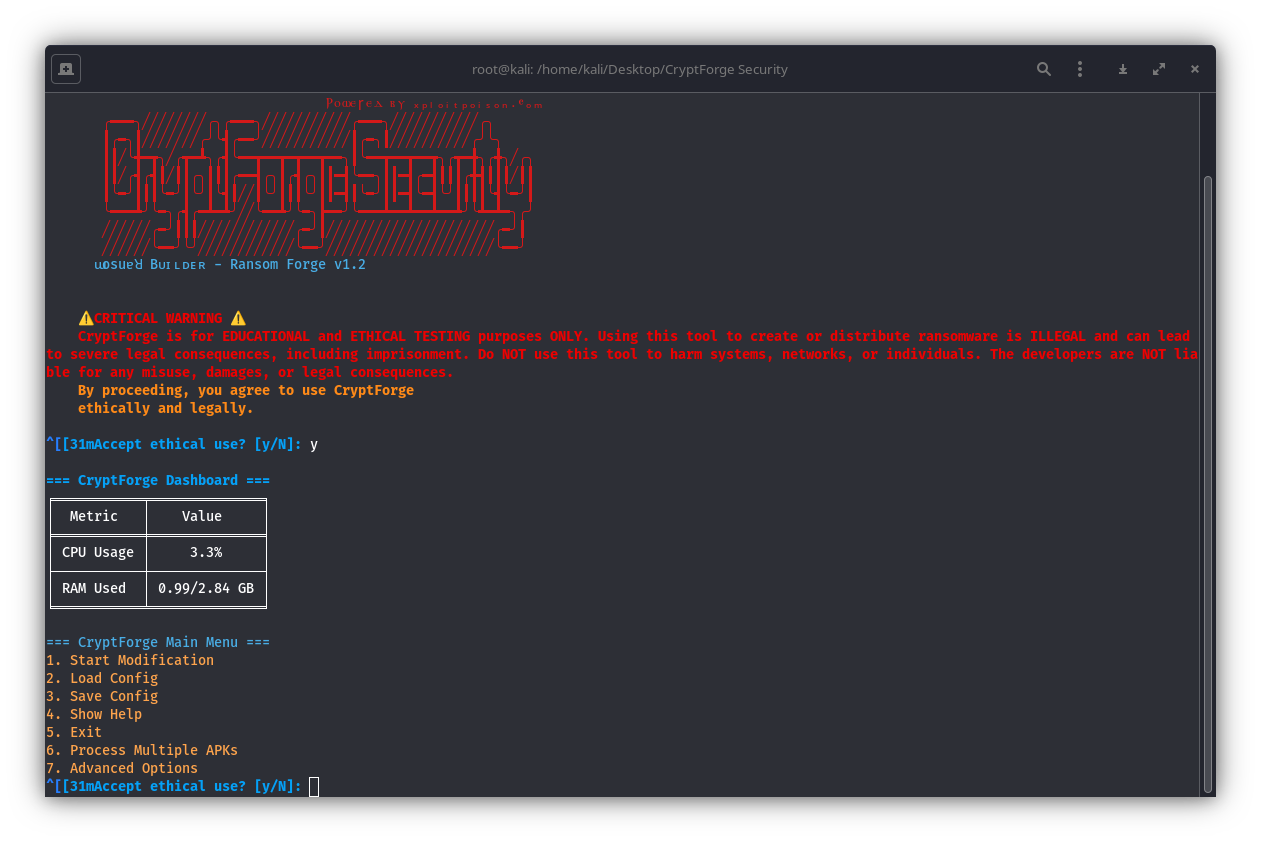 root@kali: /home/kali/Desktop/CryptForge Security
Powered by xploitpoison.com
CryptForge Security
ɯosuɐЯ Bᴜɪʟᴅᴇʀ - Ransom Forge v1.2
⚠️CRITICAL WARNING ⚠️
CryptForge is for EDUCATIONAL and ETHICAL TESTING purposes ONLY. Using this tool to create or distribute ransomware is ILLEGAL and can lead
to severe legal consequences, including imprisonment. Do NOT use this tool to harm systems, networks, or individuals. The developers are NOT lia
ble for any misuse, damages, or legal consequences.
By proceeding, you agree to use CryptForge
ethically and legally.
^[[31mAccept ethical use? [y/N]: y
=== CryptForge Dashboard ===
Metric Value
CPU Usage 3.3%
RAM Used 0.99/2.84 GB
=== CryptForge Main Menu ===
1. Start Modification
2. Load Config
3. Save Config
4. Show Help
5. Exit
6. Process Multiple APKs
7. Advanced Options
^[[31mAccept ethical use? [y/N]: